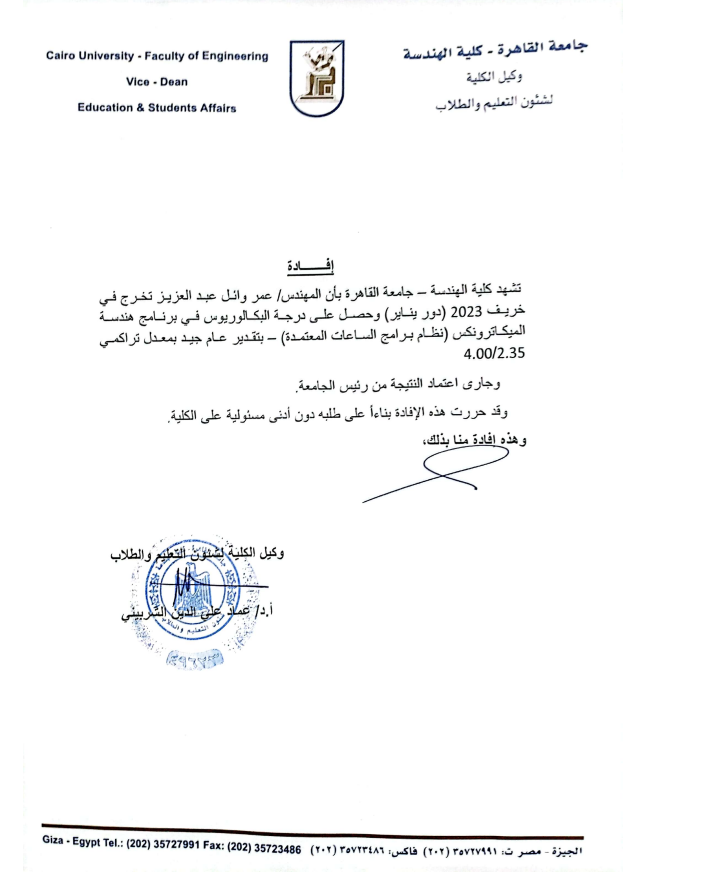 Cairo University - Faculty of Engineering
Vice - Dean
Education & Students Affairs
جامعة القاهرة - كلية الهندسة
وكيل الكلية
لشئون التعليم والطلاب
إفــــادة
تشهد كلية الهندسة – جامعة القاهرة بأن المهندس/ عمر وائل عبد العزيز تخرج في
خريف 2023 (دور يناير) وحصل على درجة البكالوريوس في برنامج هندسة
الميكاترونكس (نظام برامج الساعات المعتمدة) – بتقدير عام جيد بمعدل تراكمي
4.00/2.35
وجارى اعتماد النتيجة من رئيس الجامعة.
وقد حررت هذه الإفادة بناءاً على طلبه دون أدنى مسئولية على الكلية.
وهذه إفادة منا بذلك،
وكيل الكلية لشئون التعليم والطلاب
أ.د/ عماد علي الدين الشربيني
Giza - Egypt Tel.: (202) 35727991 Fax: (202) 35723486
الجيزة - مصر ت: ٣٥٧٢٧٩٩١ (٢٠٢) فاكس: ٣٥٧٢٣٤٨٦ (٢٠٢)